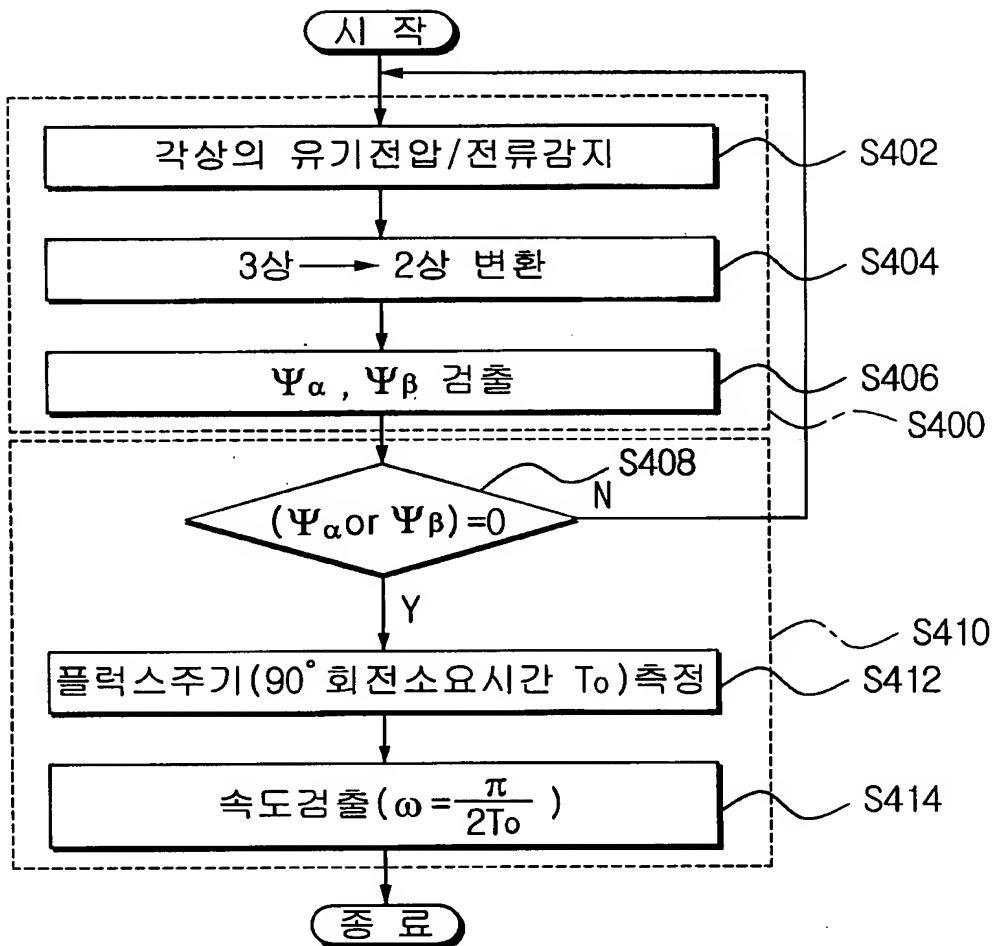 시 작
각상의 유기전압/전류감지
S402
3상 → 2상 변환
S404
Ψα , Ψβ 검출
S406
S400
S408
(Ψα or Ψβ)=0
N
Y
S410
플럭스주기(90°회전소요시간 To)측정
S412
속도검출(ω=π/2To)
S414
종 료